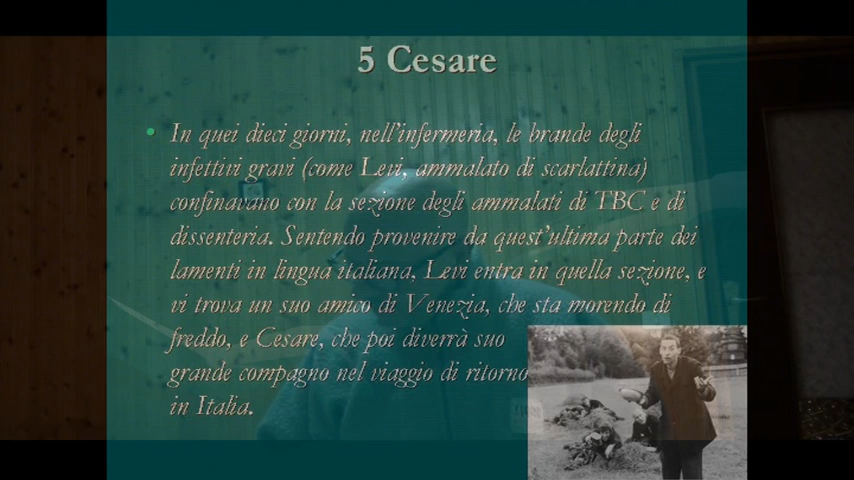 5 Cesare
• In quei dieci giorni, nell'infermeria, le brande degli
infettivi gravi (come Levi, ammalato di scarlattina)
confinavano con la sezione degli ammalati di TBC e di
dissenteria. Sentendo provenire da quest'ultima parte dei
lamenti in lingua italiana, Levi entra in quella sezione, e
vi trova un suo amico di Venezia, che sta morendo di
freddo, e Cesare, che poi diverrà suo
grande compagno nel viaggio di ritorno
in Italia.